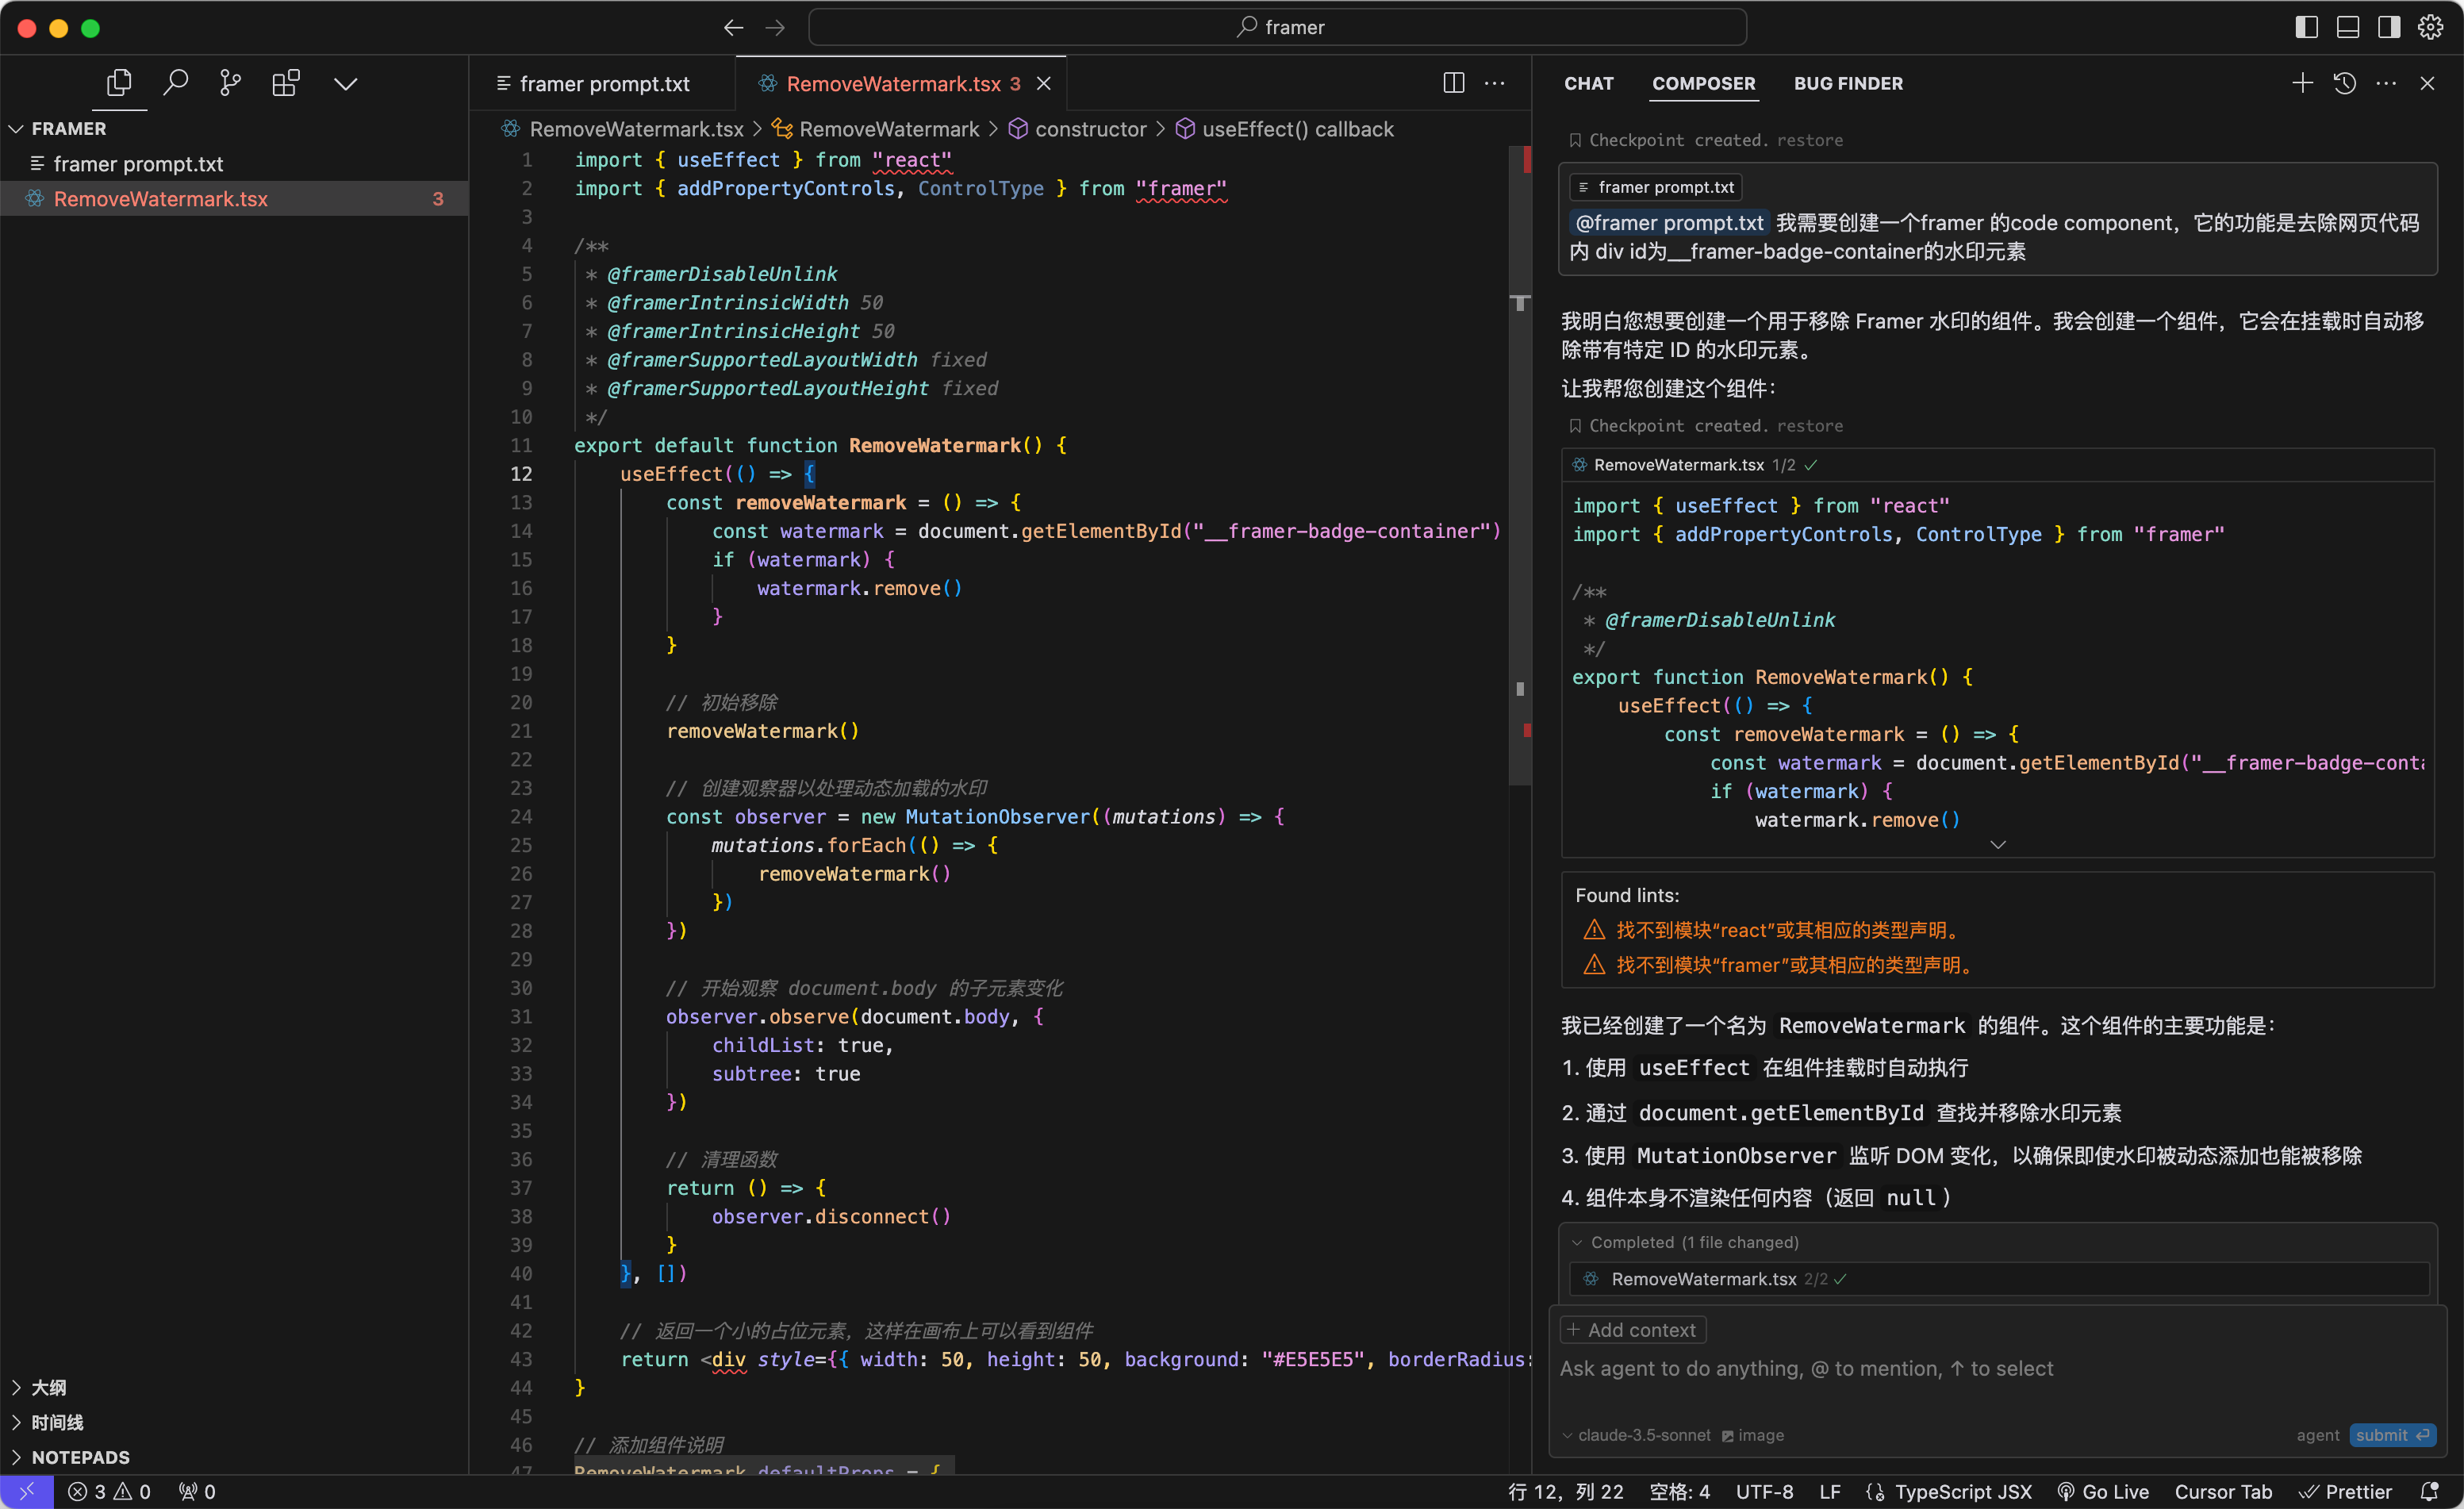 framer
FRAMER
framer prompt.txt
RemoveWatermark.tsx 3
大纲
时间线
NOTEPADS
framer prompt.txt
RemoveWatermark.tsx 3
RemoveWatermark.tsx > RemoveWatermark > constructor > useEffect() callback
1 import { useEffect } from "react"
2 import { addPropertyControls, ControlType } from "framer"
3
4 /**
5 * @framerDisableUnlink
6 * @framerIntrinsicWidth 50
7 * @framerIntrinsicHeight 50
8 * @framerSupportedLayoutWidth fixed
9 * @framerSupportedLayoutHeight fixed
10 */
11 export default function RemoveWatermark() {
12 useEffect(() => {
13 const removeWatermark = () => {
14 const watermark = document.getElementById("__framer-badge-container")
15 if (watermark) {
16 watermark.remove()
17 }
18 }
19
20 // 初始移除
21 removeWatermark()
22
23 // 创建观察器以处理动态加载的水印
24 const observer = new MutationObserver((mutations) => {
25 mutations.forEach(() => {
26 removeWatermark()
27 })
28 })
29
30 // 开始观察 document.body 的子元素变化
31 observer.observe(document.body, {
32 childList: true,
33 subtree: true
34 })
35
36 // 清理函数
37 return () => {
38 observer.disconnect()
39 }
40 }, [])
41
42 // 返回一个小的占位元素，这样在画布上可以看到组件
43 return <div style={{ width: 50, height: 50, background: "#E5E5E5", borderRadius:
44 }
45
46 // 添加组件说明
47 RemoveWatermark.defaultProps = {
CHAT
COMPOSER
BUG FINDER
Checkpoint created. restore
framer prompt.txt
@framer prompt.txt 我需要创建一个framer 的code component，它的功能是去除网页代码
内 div id为__framer-badge-container的水印元素
我明白您想要创建一个用于移除 Framer 水印的组件。我会创建一个组件，它会在挂载时自动移
除带有特定 ID 的水印元素。
让我帮您创建这个组件：
Checkpoint created. restore
RemoveWatermark.tsx 1/2
import { useEffect } from "react"
import { addPropertyControls, ControlType } from "framer"
/**
* @framerDisableUnlink
*/
export function RemoveWatermark() {
useEffect(() => {
const removeWatermark = () => {
const watermark = document.getElementById("__framer-badge-conta
if (watermark) {
watermark.remove()
Found lints:
找不到模块“react”或其相应的类型声明。
找不到模块“framer”或其相应的类型声明。
我已经创建了一个名为 RemoveWatermark 的组件。这个组件的主要功能是：
1. 使用 useEffect 在组件挂载时自动执行
2. 通过 document.getElementById 查找并移除水印元素
3. 使用 MutationObserver 监听 DOM 变化，以确保即使水印被动态添加也能被移除
4. 组件本身不渲染任何内容（返回 null）
Completed (1 file changed)
RemoveWatermark.tsx 2/2
+ Add context
Ask agent to do anything, @ to mention, ↑ to select
claude-3.5-sonnet image
agent submit
3 0 0
行 12，列 22 空格: 4 UTF-8 LF TypeScript JSX Go Live Cursor Tab Prettier